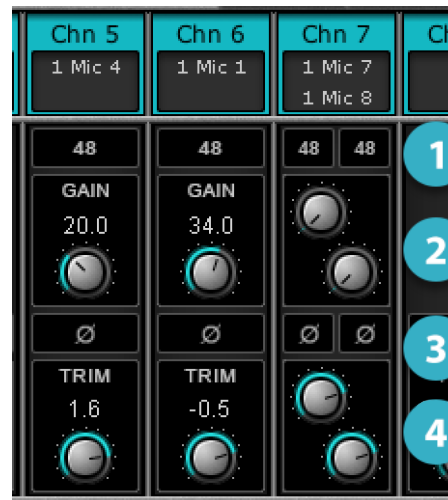 Chn 5
1 Mic 4
48
GAIN
20.0
Ø
TRIM
1.6
Chn 6
1 Mic 1
48
GAIN
34.0
Ø
TRIM
-0.5
Chn 7
1 Mic 7
1 Mic 8
48 48
Ø Ø
Ch
1
2
3
4